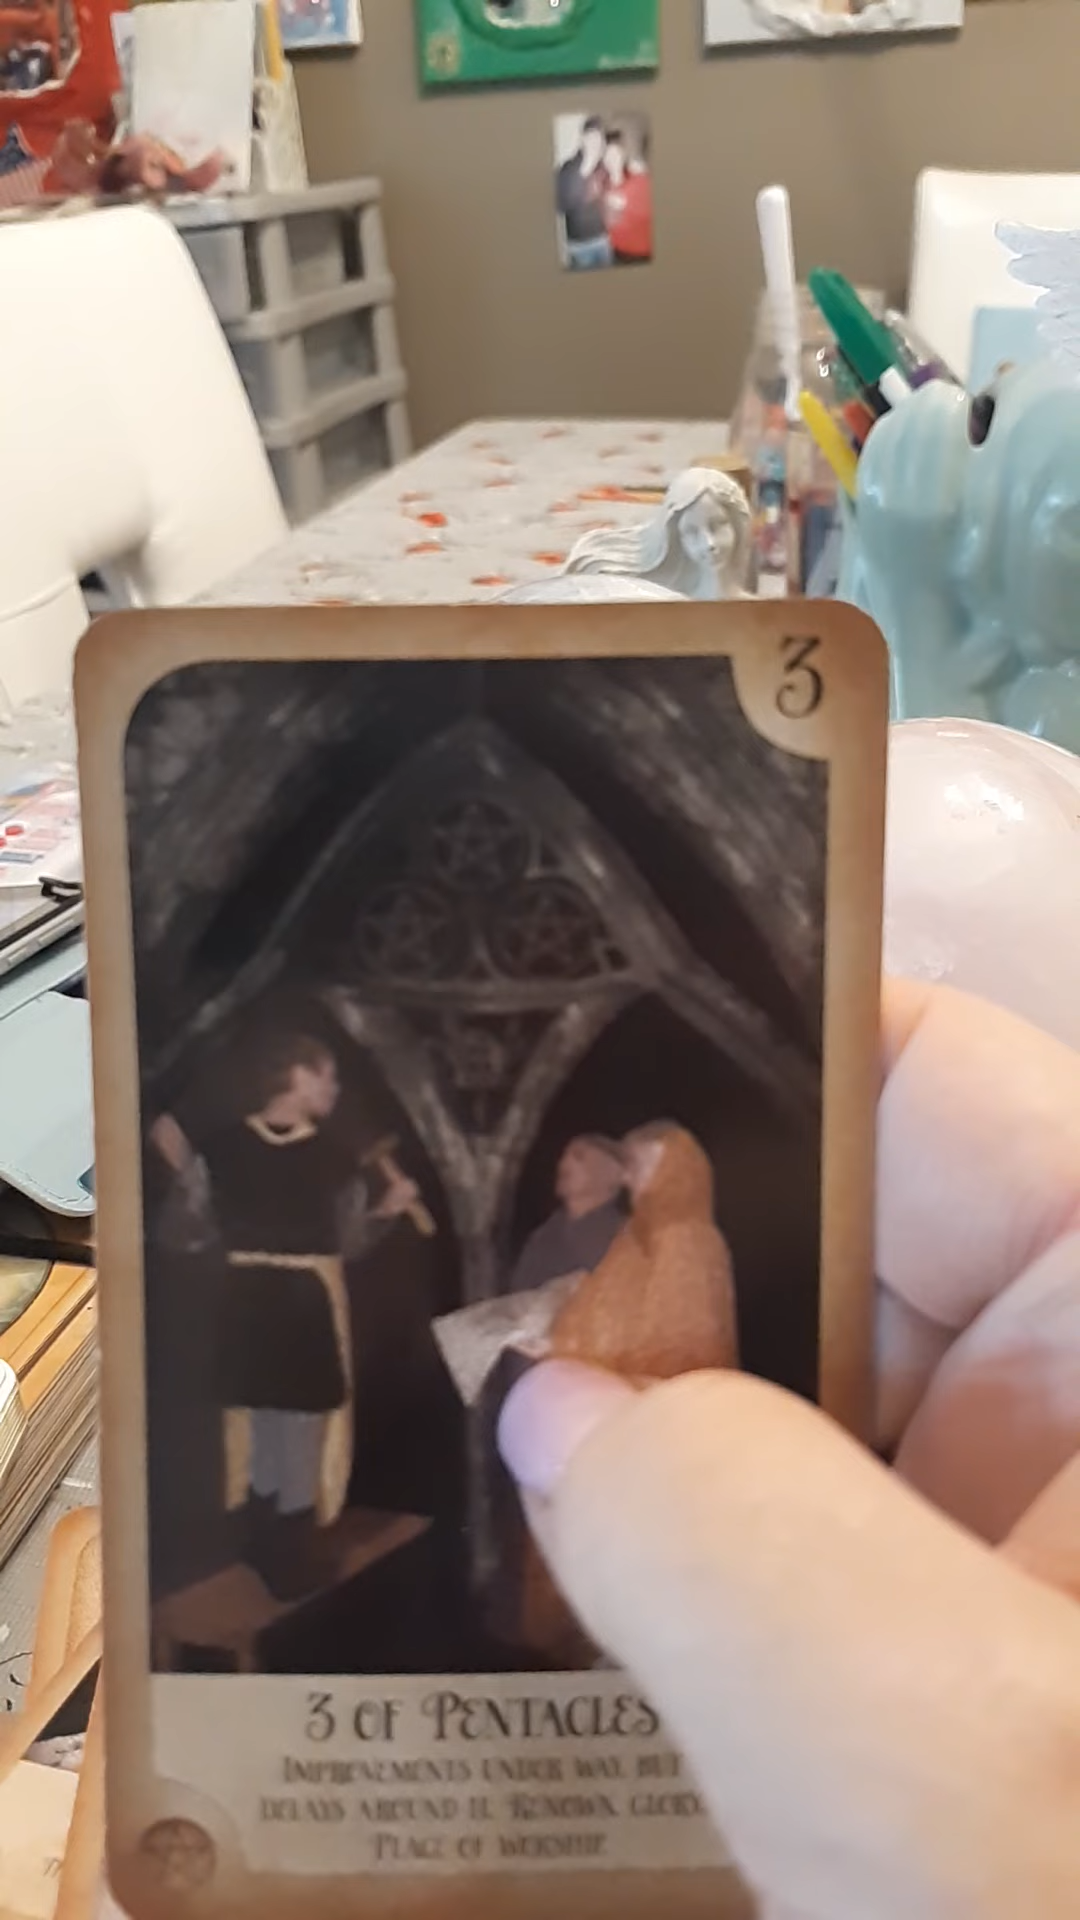 3
3 OF PENTACLES
IMPROVEMENTS UNDER WAY BUT
DELAYS AROUND IT. RENOWN. GLORY.
PLACE OF WORSHIP